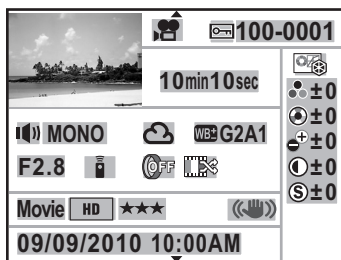 100-0001
10min10sec
±0
MONO WB± G2A1
±0
±0
F2.8 OFF
±0
S ±0
Movie HD ★★★
09/09/2010 10:00AM